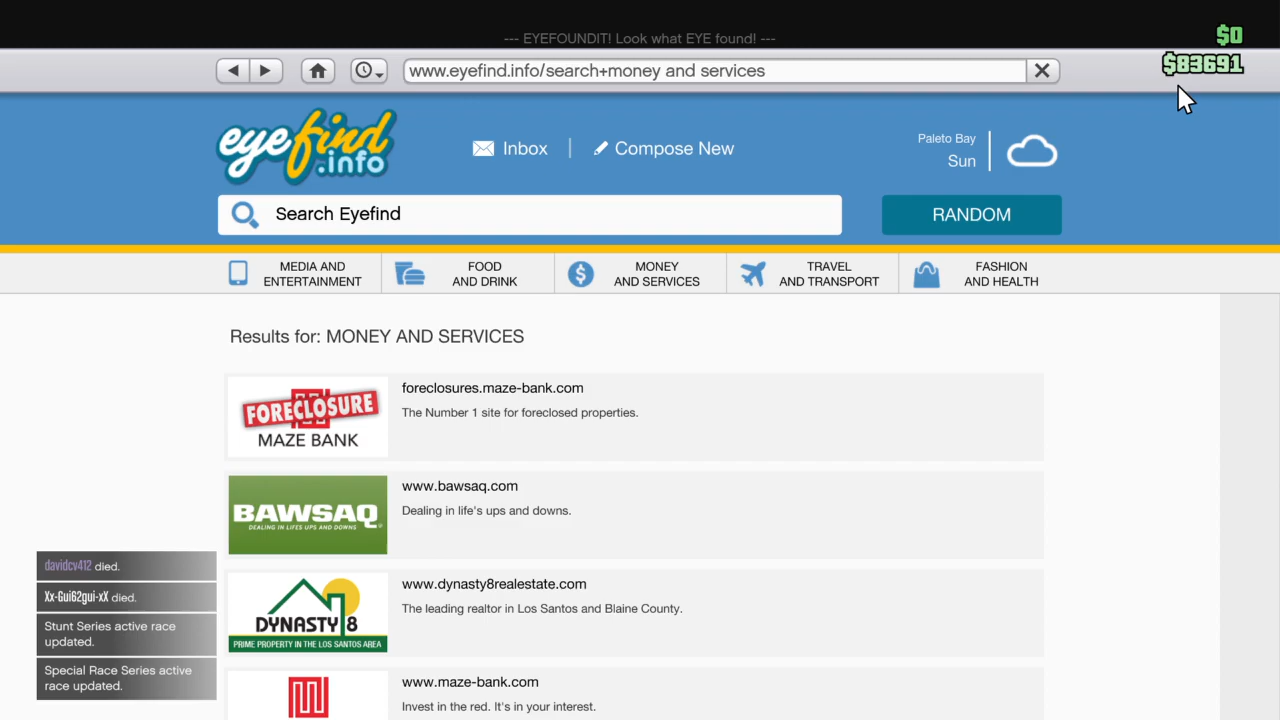 --- EYEFOUNDIT! Look what EYE found! ---
$0
$83691
www.eyefind.info/search+money and services
eyefind
.info
Inbox
Compose New
Paleto Bay
Sun
Search Eyefind
RANDOM
MEDIA AND
ENTERTAINMENT
FOOD
AND DRINK
MONEY
AND SERVICES
TRAVEL
AND TRANSPORT
FASHION
AND HEALTH
Results for: MONEY AND SERVICES
FORECLOSURE
MAZE BANK
foreclosures.maze-bank.com
The Number 1 site for foreclosed properties.
BAWSAQ
DEALING IN LIFE'S UPS AND DOWNS
www.bawsaq.com
Dealing in life's ups and downs.
DYNASTY 8
PRIME PROPERTY IN THE LOS SANTOS AREA
www.dynasty8realestate.com
The leading realtor in Los Santos and Blaine County.
www.maze-bank.com
Invest in the red. It's in your interest.
davidcv412 died.
Xx-Gui62gui-xX died.
Stunt Series active race
updated.
Special Race Series active
race updated.